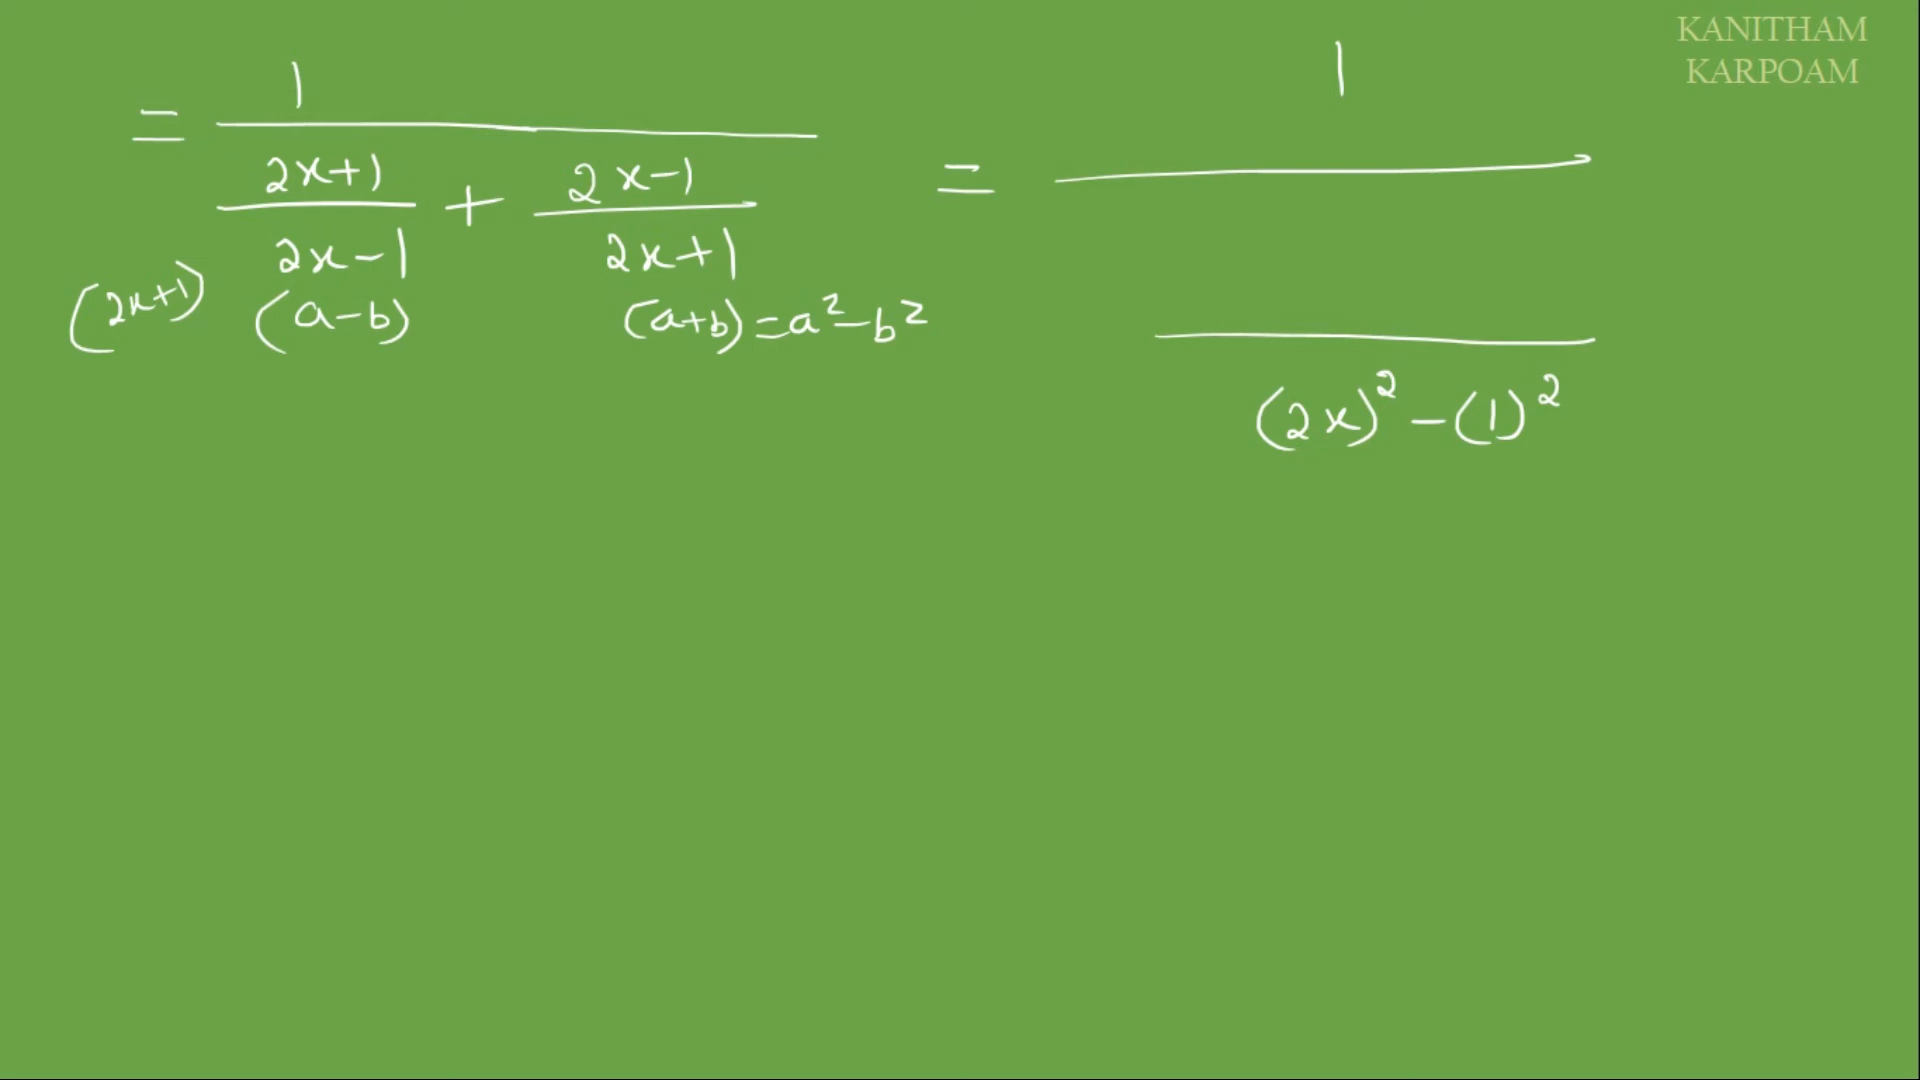 KANITHAM
KARPOAM
= 1 / ( (2x+1)/(2x-1) + (2x-1)/(2x+1) ) = 1 / ( / ((2x)² - (1)²) )
(2x+1) (a-b) (a+b) = a² - b²